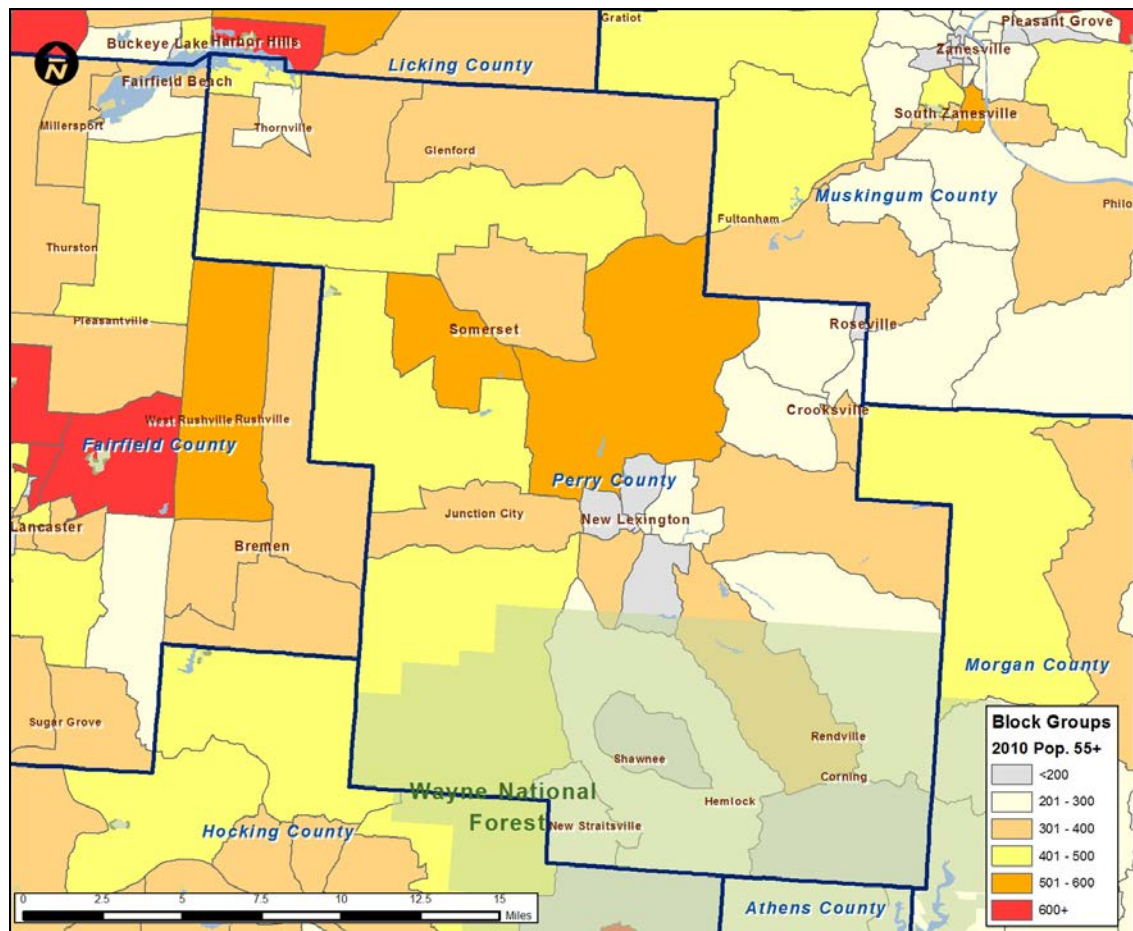 Gratiot
Pleasant Grove
Buckeye Lake
Harbor Hills
Zanesville
N
Licking County
Fairfield Beach
Millersport
Thornville
South Zanesville
Glenford
Muskingum County
Philo
Fultonham
Thurston
Pleasantville
Somerset
Roseville
Crooksville
West Rushville
Rushville
Fairfield County
Perry County
Junction City
New Lexington
Lancaster
Bremen
Morgan County
Sugar Grove
Rendville
Shawnee
Corning
Wayne National
Forest
Hemlock
New Straitsville
Hocking County
Athens County
Block Groups
2010 Pop. 55+
<200
201 - 300
301 - 400
401 - 500
501 - 600
600+
0 2.5 5 7.5 10 15
Miles